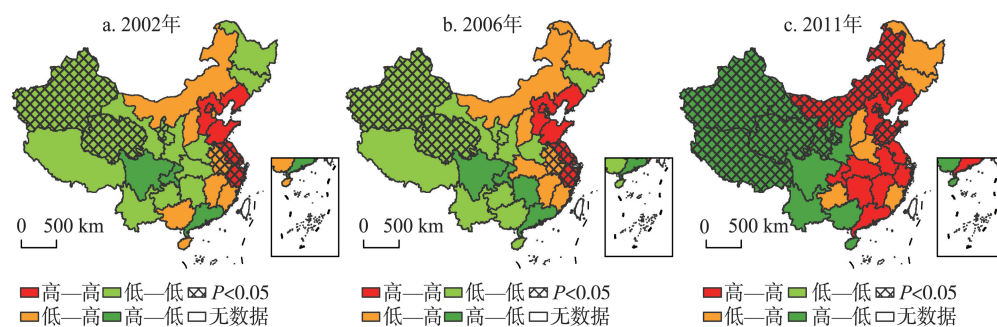 a. 2002年
b. 2006年
c. 2011年
0 500 km
0 500 km
0 500 km
高—高 低—低 P<0.05
低—高 高—低 无数据
高—高 低—低 P<0.05
低—高 高—低 无数据
高—高 低—低 P<0.05
低—高 高—低 无数据